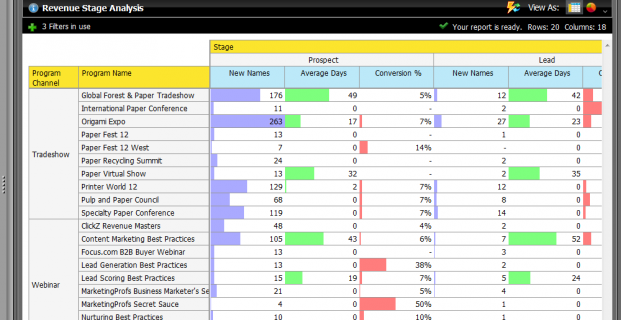 Revenue Stage Analysis View As:
3 Filters in use Your report is ready. Rows: 20 Columns: 18
Stage
Prospect Lead
Program Channel Program Name New Names Average Days Conversion % New Names Average Days
Tradeshow
Global Forest & Paper Tradeshow 176 49 5% 12 42
International Paper Conference 11 0 - 2 0
Origami Expo 263 17 7% 27 23
Paper Fest 12 13 0 - 1 0
Paper Fest 12 West 7 0 14% - 0
Paper Recycling Summit 24 0 - 2 0
Paper Virtual Show 13 32 - 2 35
Printer World 12 129 2 7% 12 0
Pulp and Paper Council 68 0 7% 8 0
Specialty Paper Conference 119 0 7% 14 0
Webinar
ClickZ Revenue Masters 48 0 4% 2 0
Content Marketing Best Practices 105 43 6% 7 52
Focus.com B2B Buyer Webinar 13 0 - 3 0
Lead Generation Best Practices 13 0 38% 2 0
Lead Scoring Best Practices 15 19 7% 5 24
MarketingProfs Business Marketer's Se 21 0 5% 4 0
MarketingProfs Secret Sauce 4 0 50% 1 0
Nurturing Best Practices 10 0 10% 1 0